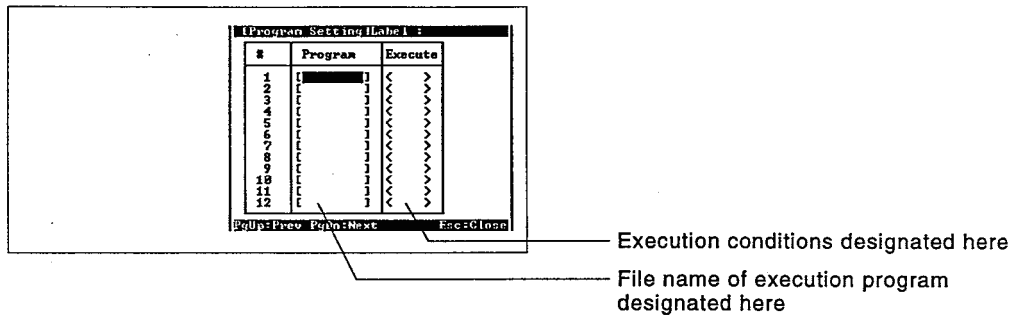 [Program Setting]Label :
# Program Execute
1 [ ] < >
2 [ ] < >
3 [ ] < >
4 [ ] < >
5 [ ] < >
6 [ ] < >
7 [ ] < >
8 [ ] < >
9 [ ] < >
10 [ ] < >
11 [ ] < >
12 [ ] < >
PgUp:Prev PgDn:Next Esc:Close
Execution conditions designated here
File name of execution program
designated here